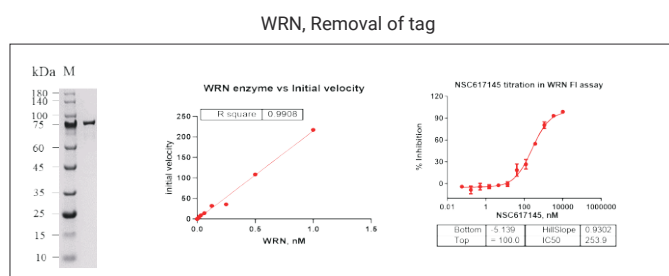 WRN, Removal of tag
kDa M
180
140
100
75
60
45
35
25
15
10
WRN enzyme vs Initial velocity
R square 0.9908
Initial velocity
250
200
150
100
50
0
0.0 0.5 1.0 1.5
WRN, nM
NSC617145 titration in WRN FI assay
% Inhibition
120
90
60
30
0
0.01 1 100 10000 1000000
NSC617145, nM
Bottom -5.139 HillSlope 0.9302
Top = 100.0 IC50 253.9